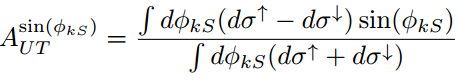 $A_{UT}^{\sin(\phi_{kS})} = \frac{\int d\phi_{kS}(d\sigma^{\uparrow} - d\sigma^{\downarrow})\sin(\phi_{kS})}{\int d\phi_{kS}(d\sigma^{\uparrow} + d\sigma^{\downarrow})}$